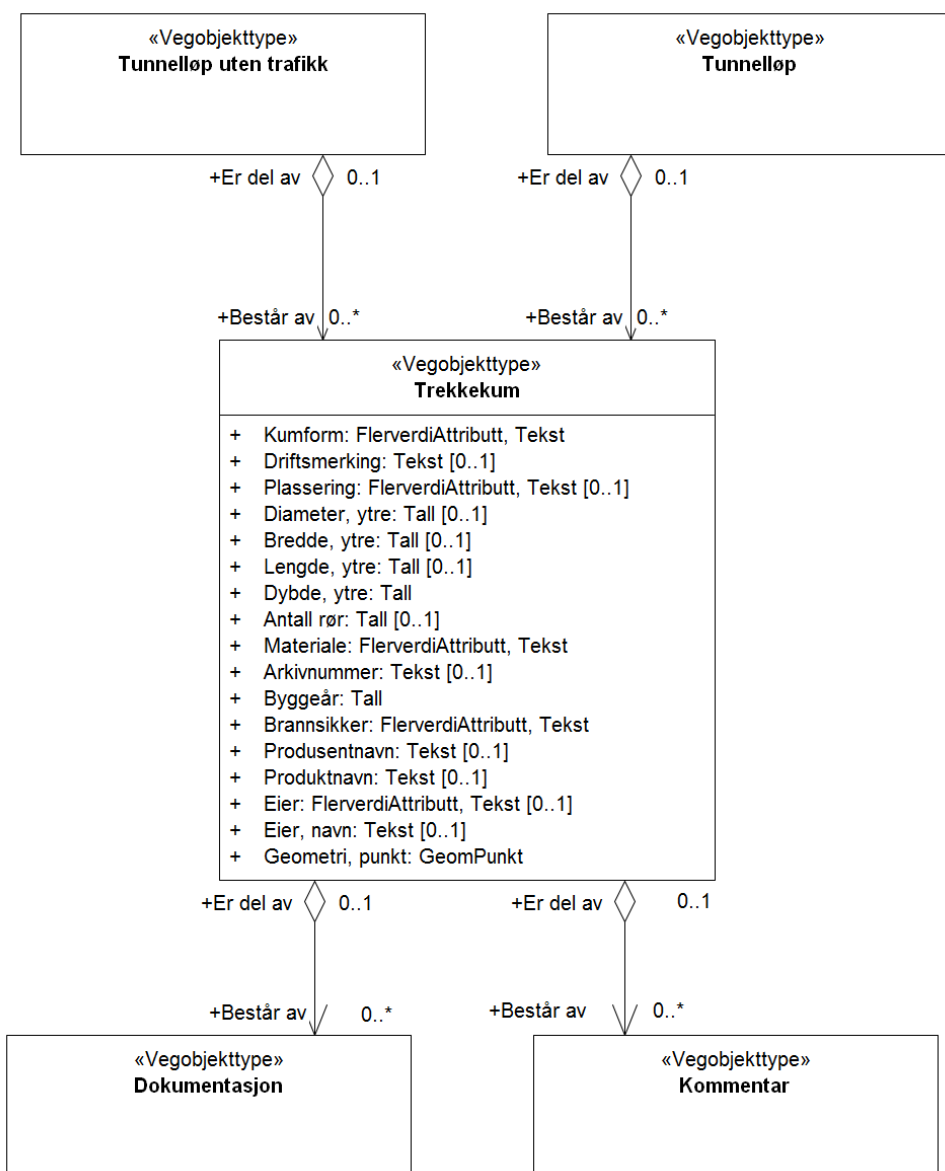 «Vegobjekttype»
Tunnelløp uten trafikk
«Vegobjekttype»
Tunnelløp
+Er del av 0..1
+Er del av 0..1
+Består av 0..*
+Består av 0..*
«Vegobjekttype»
Trekkekum
+ Kumform: FlerverdiAttributt, Tekst
+ Driftsmerking: Tekst [0..1]
+ Plassering: FlerverdiAttributt, Tekst [0..1]
+ Diameter, ytre: Tall [0..1]
+ Bredde, ytre: Tall [0..1]
+ Lengde, ytre: Tall [0..1]
+ Dybde, ytre: Tall
+ Antall rør: Tall [0..1]
+ Materiale: FlerverdiAttributt, Tekst
+ Arkivnummer: Tekst [0..1]
+ Byggeår: Tall
+ Brannsikker: FlerverdiAttributt, Tekst
+ Produsentnavn: Tekst [0..1]
+ Produktnavn: Tekst [0..1]
+ Eier: FlerverdiAttributt, Tekst [0..1]
+ Eier, navn: Tekst [0..1]
+ Geometri, punkt: GeomPunkt
+Er del av 0..1
+Er del av 0..1
+Består av 0..*
+Består av 0..*
«Vegobjekttype»
Dokumentasjon
«Vegobjekttype»
Kommentar